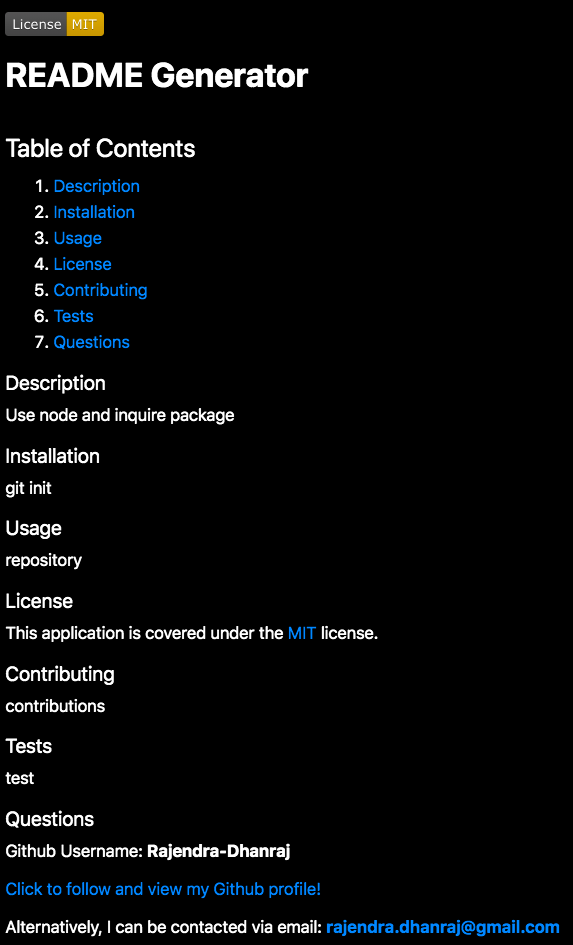 License MIT
README Generator
Table of Contents
1. Description
2. Installation
3. Usage
4. License
5. Contributing
6. Tests
7. Questions
Description
Use node and inquire package
Installation
git init
Usage
repository
License
This application is covered under the MIT license.
Contributing
contributions
Tests
test
Questions
Github Username: Rajendra-Dhanraj
Click to follow and view my Github profile!
Alternatively, I can be contacted via email: rajendra.dhanraj@gmail.com